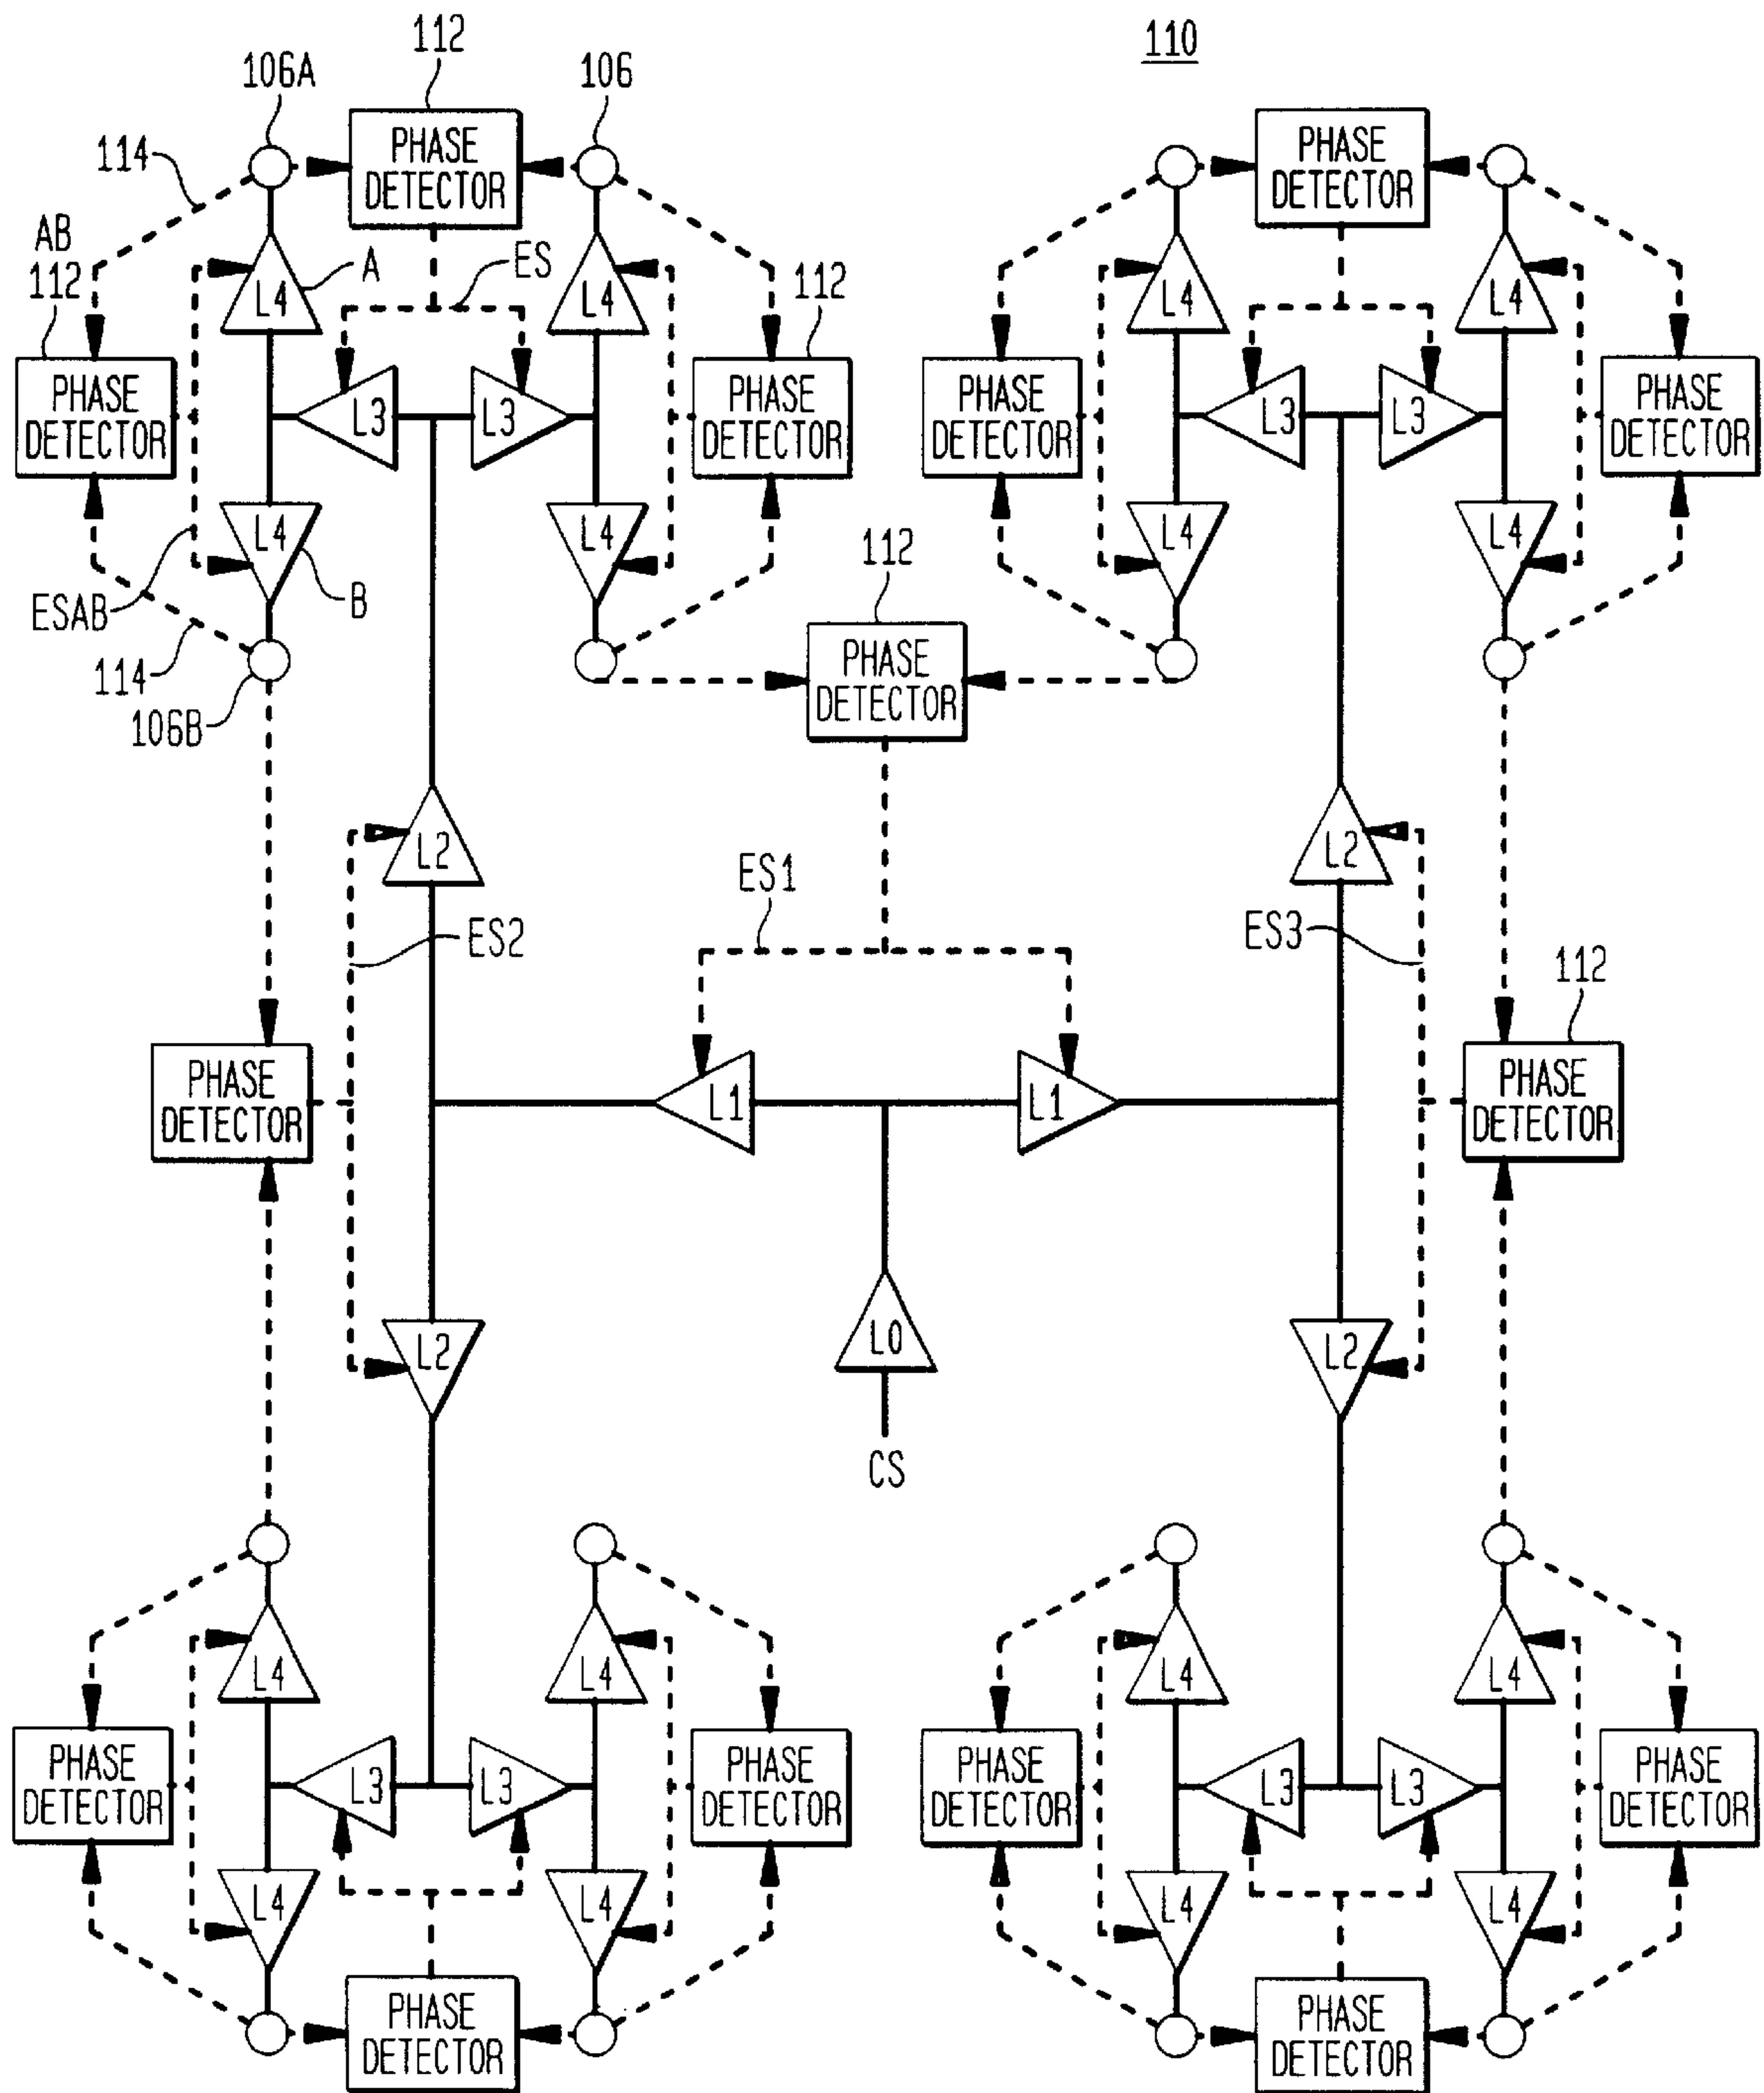 112
110
106A
106
PHASE
DETECTOR
PHASE
DETECTOR
114
AB
112
A
ES
112
L4
L4
L4
L4
PHASE
DETECTOR
L3
L3
PHASE
DETECTOR
PHASE
DETECTOR
L3
L3
PHASE
DETECTOR
L4
L4
L4
L4
ESAB
B
112
114
106B
PHASE
DETECTOR
L2
L2
ES1
ES2
ES3
112
PHASE
DETECTOR
L1
L1
PHASE
DETECTOR
L2
L0
L2
CS
L4
L4
L4
L4
PHASE
DETECTOR
L3
L3
PHASE
DETECTOR
PHASE
DETECTOR
L3
L3
PHASE
DETECTOR
L4
L4
L4
L4
PHASE
DETECTOR
PHASE
DETECTOR